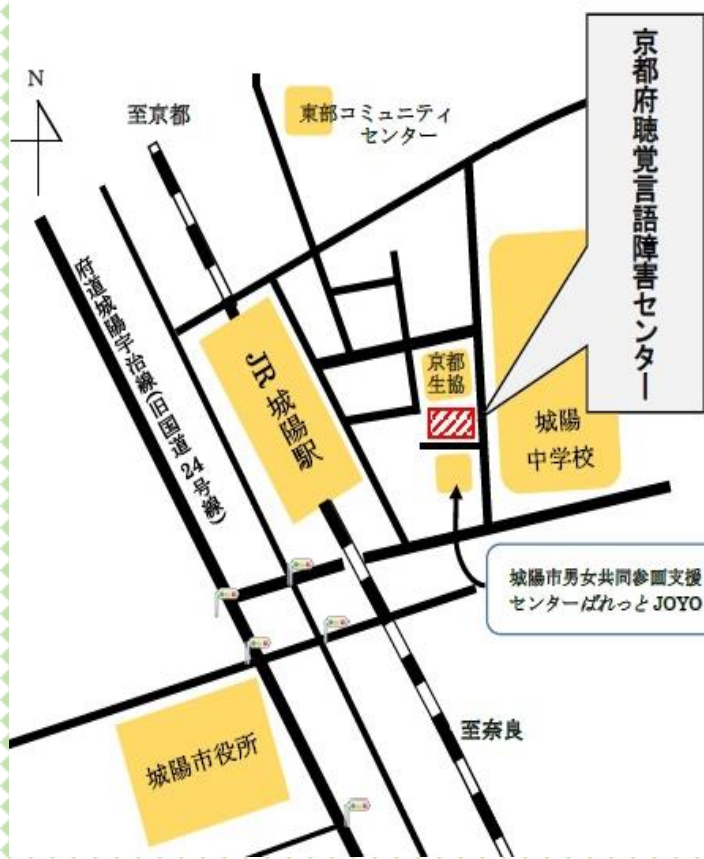 N
至京都
東部コミュニティ
センター
京都府聴覚言語障害センター
府道城陽宇治線(旧国道24号線)
JR 城陽駅
京都
生協
城陽
中学校
城陽市男女共同参画支援
センターぱれっと JOYO
至奈良
城陽市役所